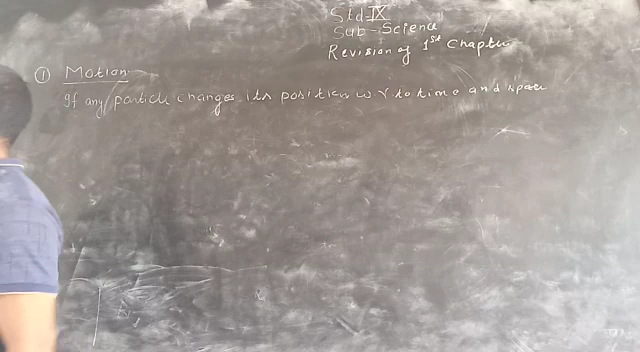 Std-IX
Sub-Science
Revision of 1st Chapter
① Motion
If any particle changes its position w r to time and space